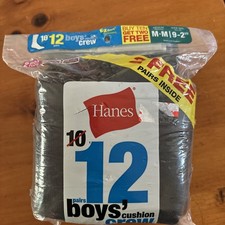 10 12 boys' crew
BUY TEN
GET TWO
FREE
M-M|9-2
FREE
PAIRS INSIDE
Hanes
10
12
pairs
boys'
cushion
crew